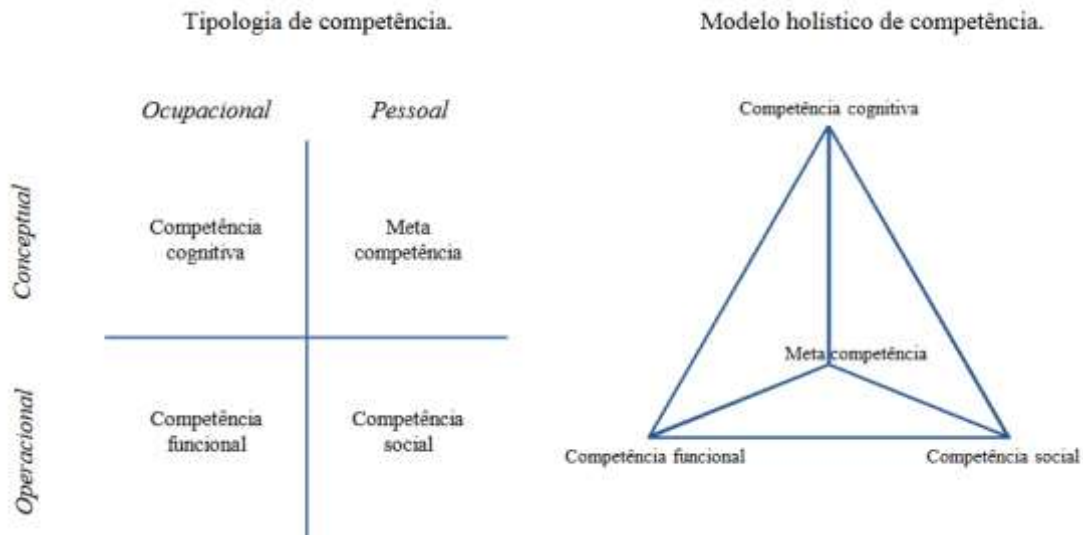 Tipologia de competência.
Ocupacional
Pessoal
Conceptual
Competência
cognitiva
Meta
competência
Operacional
Competência
funcional
Competência
social
Modelo holístico de competência.
Competência cognitiva
Meta competência
Competência funcional
Competência social